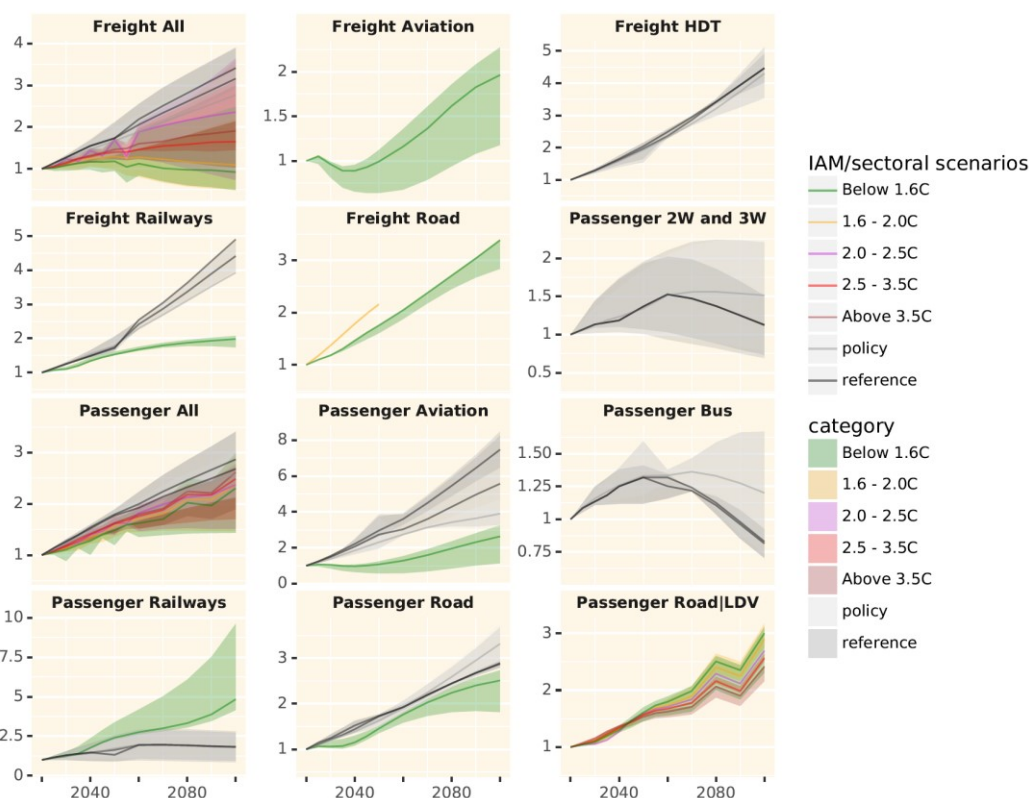 Freight All
Freight Aviation
Freight HDT
4
3
2
1
2
1.5
1
5
4
3
2
1
Freight Railways
Freight Road
Passenger 2W and 3W
5
4
3
2
1
3
2
1
2
1.5
1
0.5
Passenger All
Passenger Aviation
Passenger Bus
3
2
1
8
6
4
2
0
1.50
1.25
1
0.75
Passenger Railways
Passenger Road
Passenger Road|LDV
10
7.5
5
2.5
0
3
2
1
3
2
1
2040
2080
2040
2080
2040
2080
IAM/sectoral scenarios
Below 1.6C
1.6 - 2.0C
2.0 - 2.5C
2.5 - 3.5C
Above 3.5C
policy
reference
category
Below 1.6C
1.6 - 2.0C
2.0 - 2.5C
2.5 - 3.5C
Above 3.5C
policy
reference